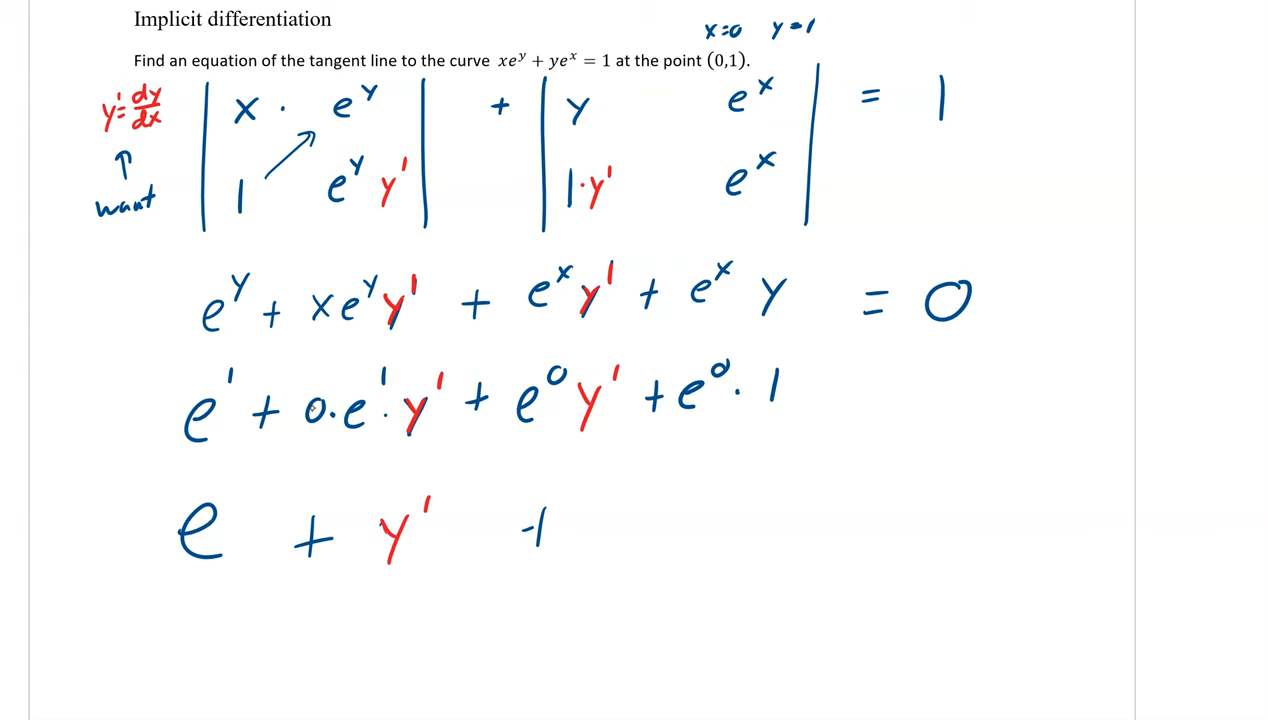 Implicit differentiation
x=0 y=1
Find an equation of the tangent line to the curve xe^y + ye^x = 1 at the point (0,1).
y' = dy/dx
x · e^y + y e^x = 1
want
1 e^y y' 1·y' e^x
e^y + xe^y y' + e^x y' + e^x y = 0
e^1 + 0·e^1·y' + e^0 y' + e^0 · 1
e + y' +